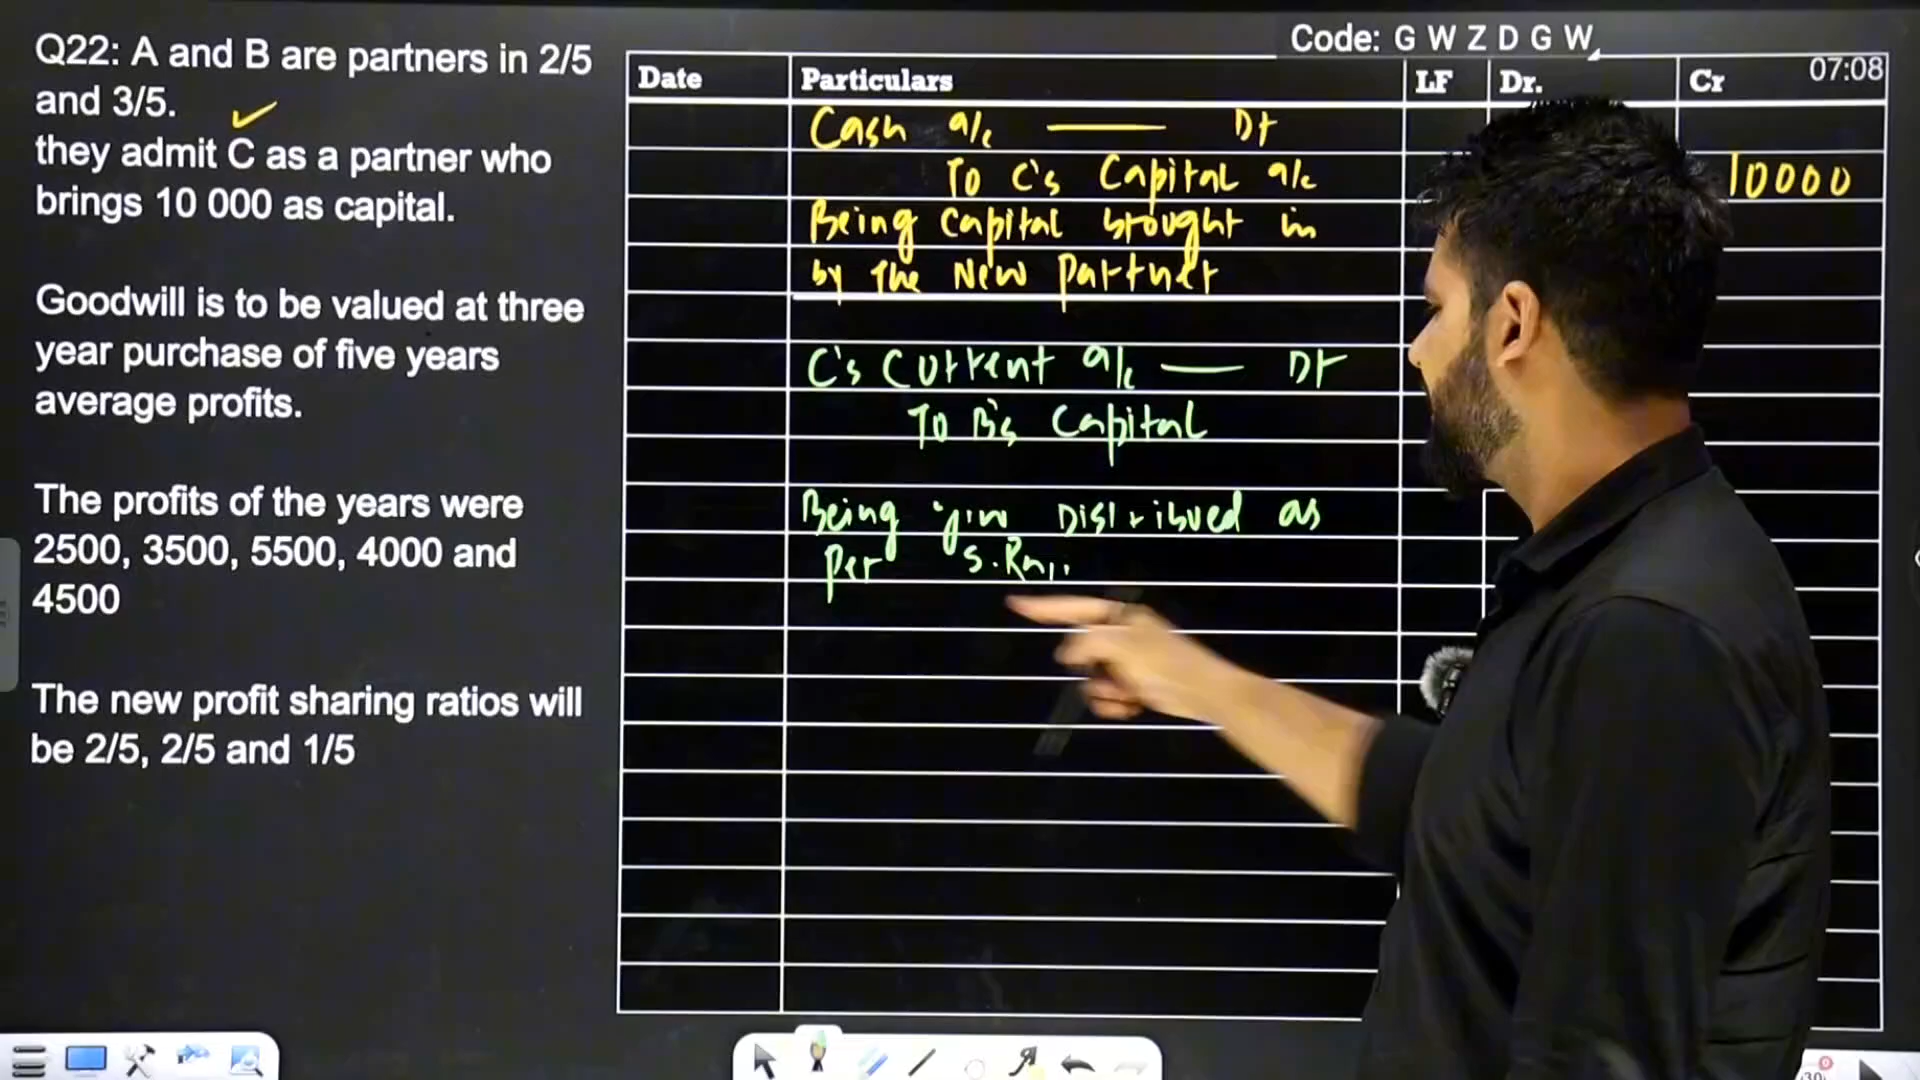 Code: G W Z D G W
07:08
Q22: A and B are partners in 2/5
and 3/5.
they admit C as a partner who
brings 10 000 as capital.
Goodwill is to be valued at three
year purchase of five years
average profits.
The profits of the years were
2500, 3500, 5500, 4000 and
4500
The new profit sharing ratios will
be 2/5, 2/5 and 1/5
Date Particulars LF Dr. Cr
Cash a/c —— Dr
To C's Capital a/c 10000
Being Capital brought in
by The New Partner
C's Current a/c —— Dr
To B's Capital
Being Distribued as
Per
30